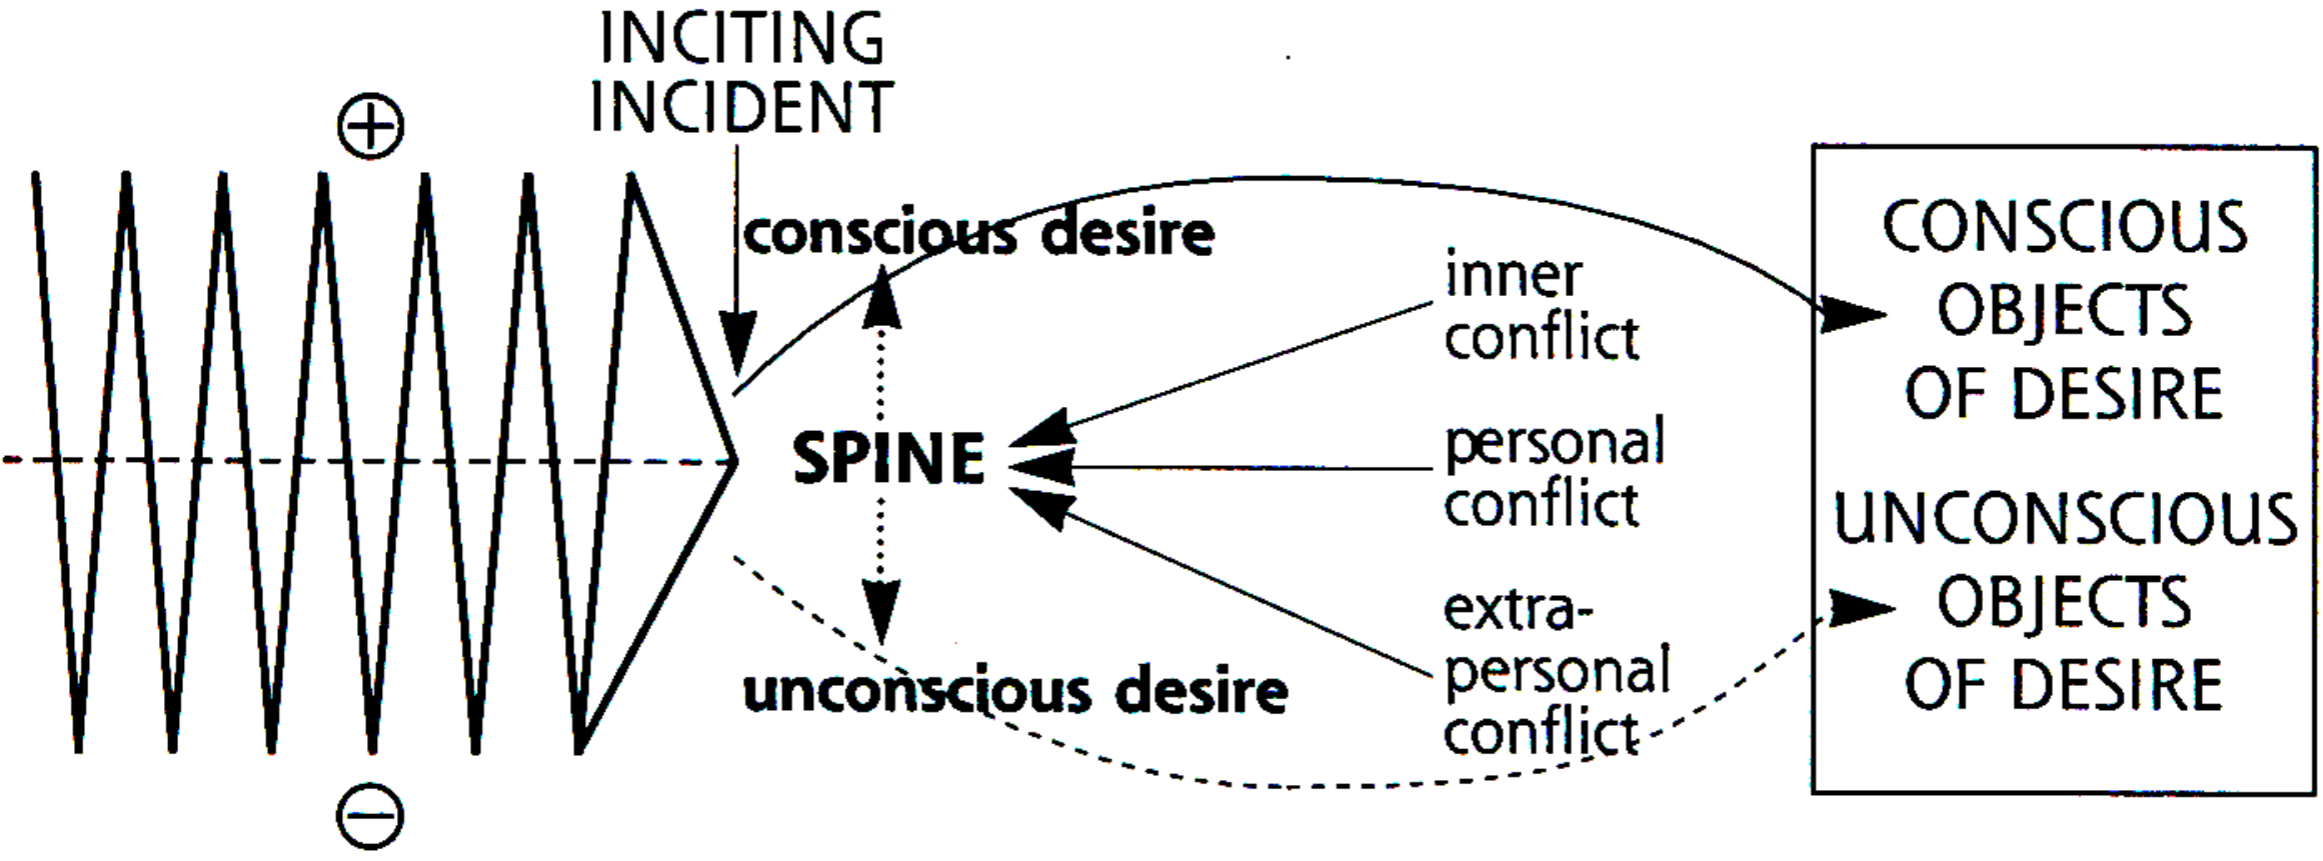 INCITING
INCIDENT
+
conscious desire
inner
conflict
SPINE
personal
conflict
extra-
personal
conflict
unconscious desire
−
CONSCIOUS
OBJECTS
OF DESIRE
UNCONSCIOUS
OBJECTS
OF DESIRE